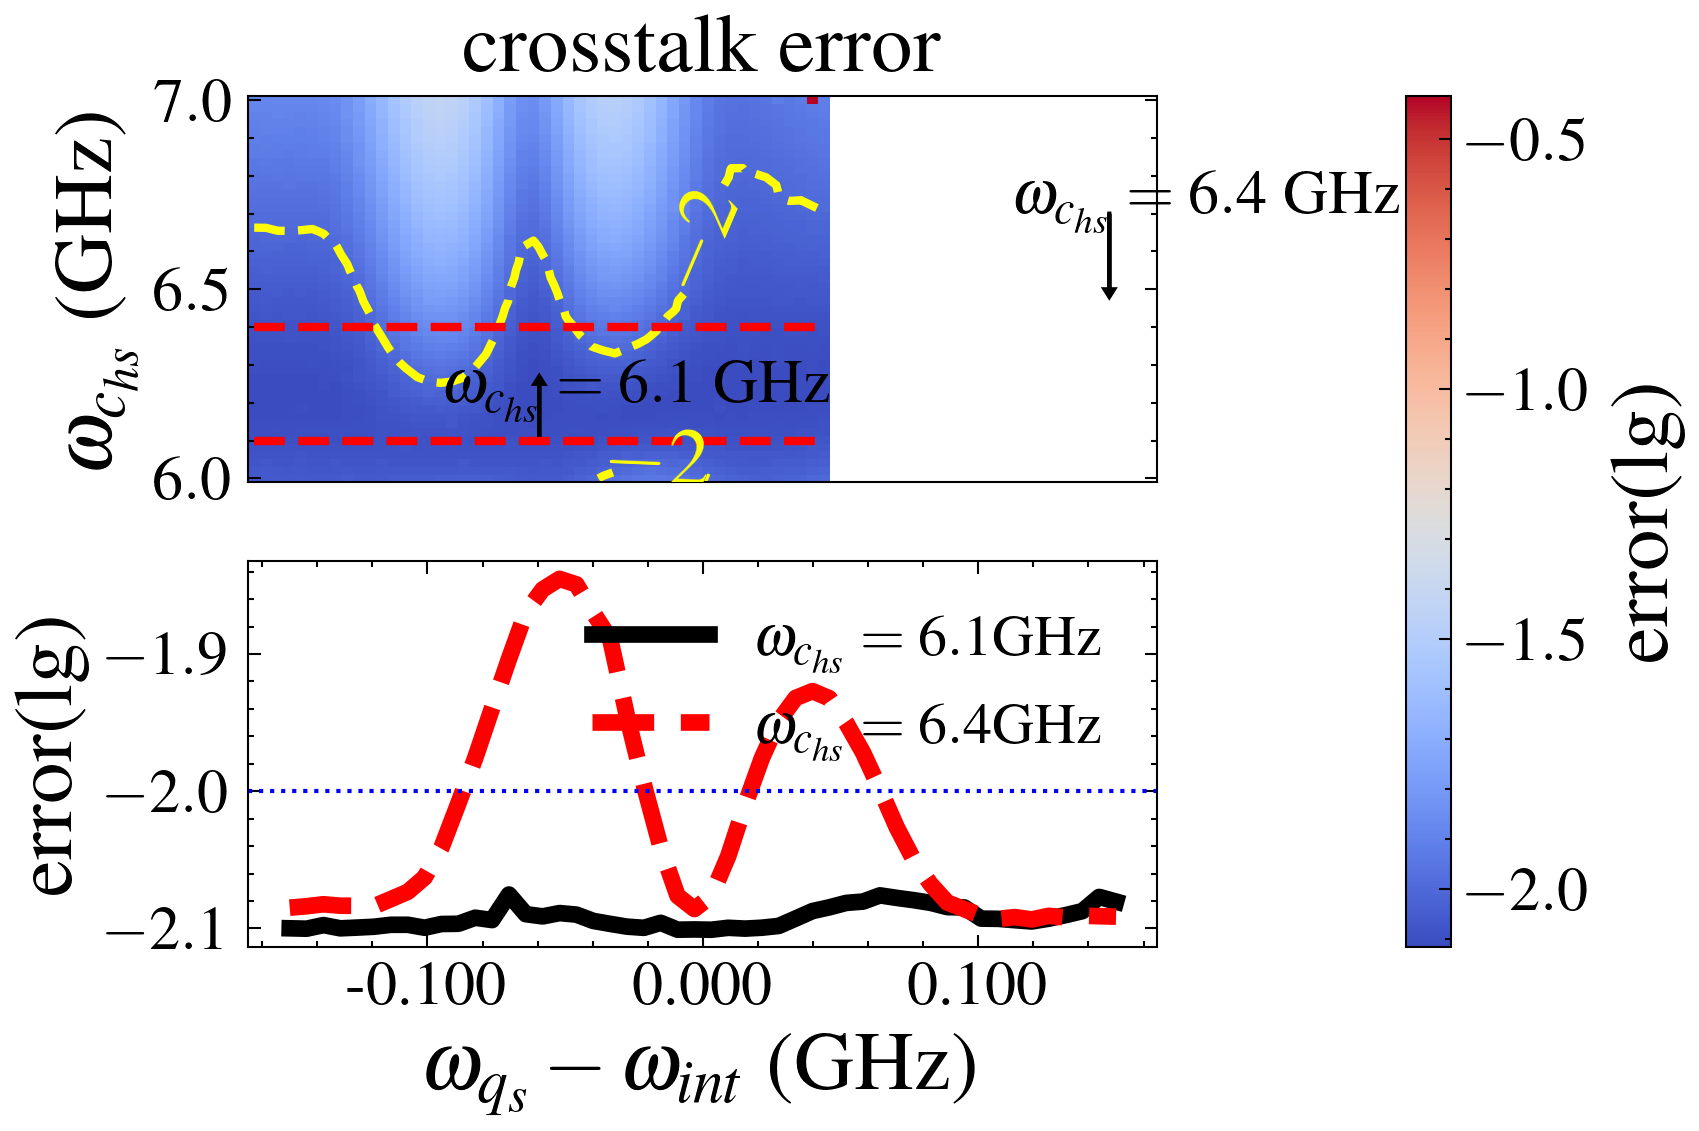 crosstalk error
ω_{c_{hs}} (GHz)
7.0
6.5
6.0
−2
−2
ω_{c_{hs}} = 6.4 GHz
ω_{c_{hs}} = 6.1 GHz
error(lg)
−1.9
−2.0
−2.1
ω_{c_{hs}} = 6.1GHz
ω_{c_{hs}} = 6.4GHz
-0.100 0.000 0.100
ω_{q_s} − ω_{int} (GHz)
−0.5
−1.0
−1.5
−2.0
error(lg)